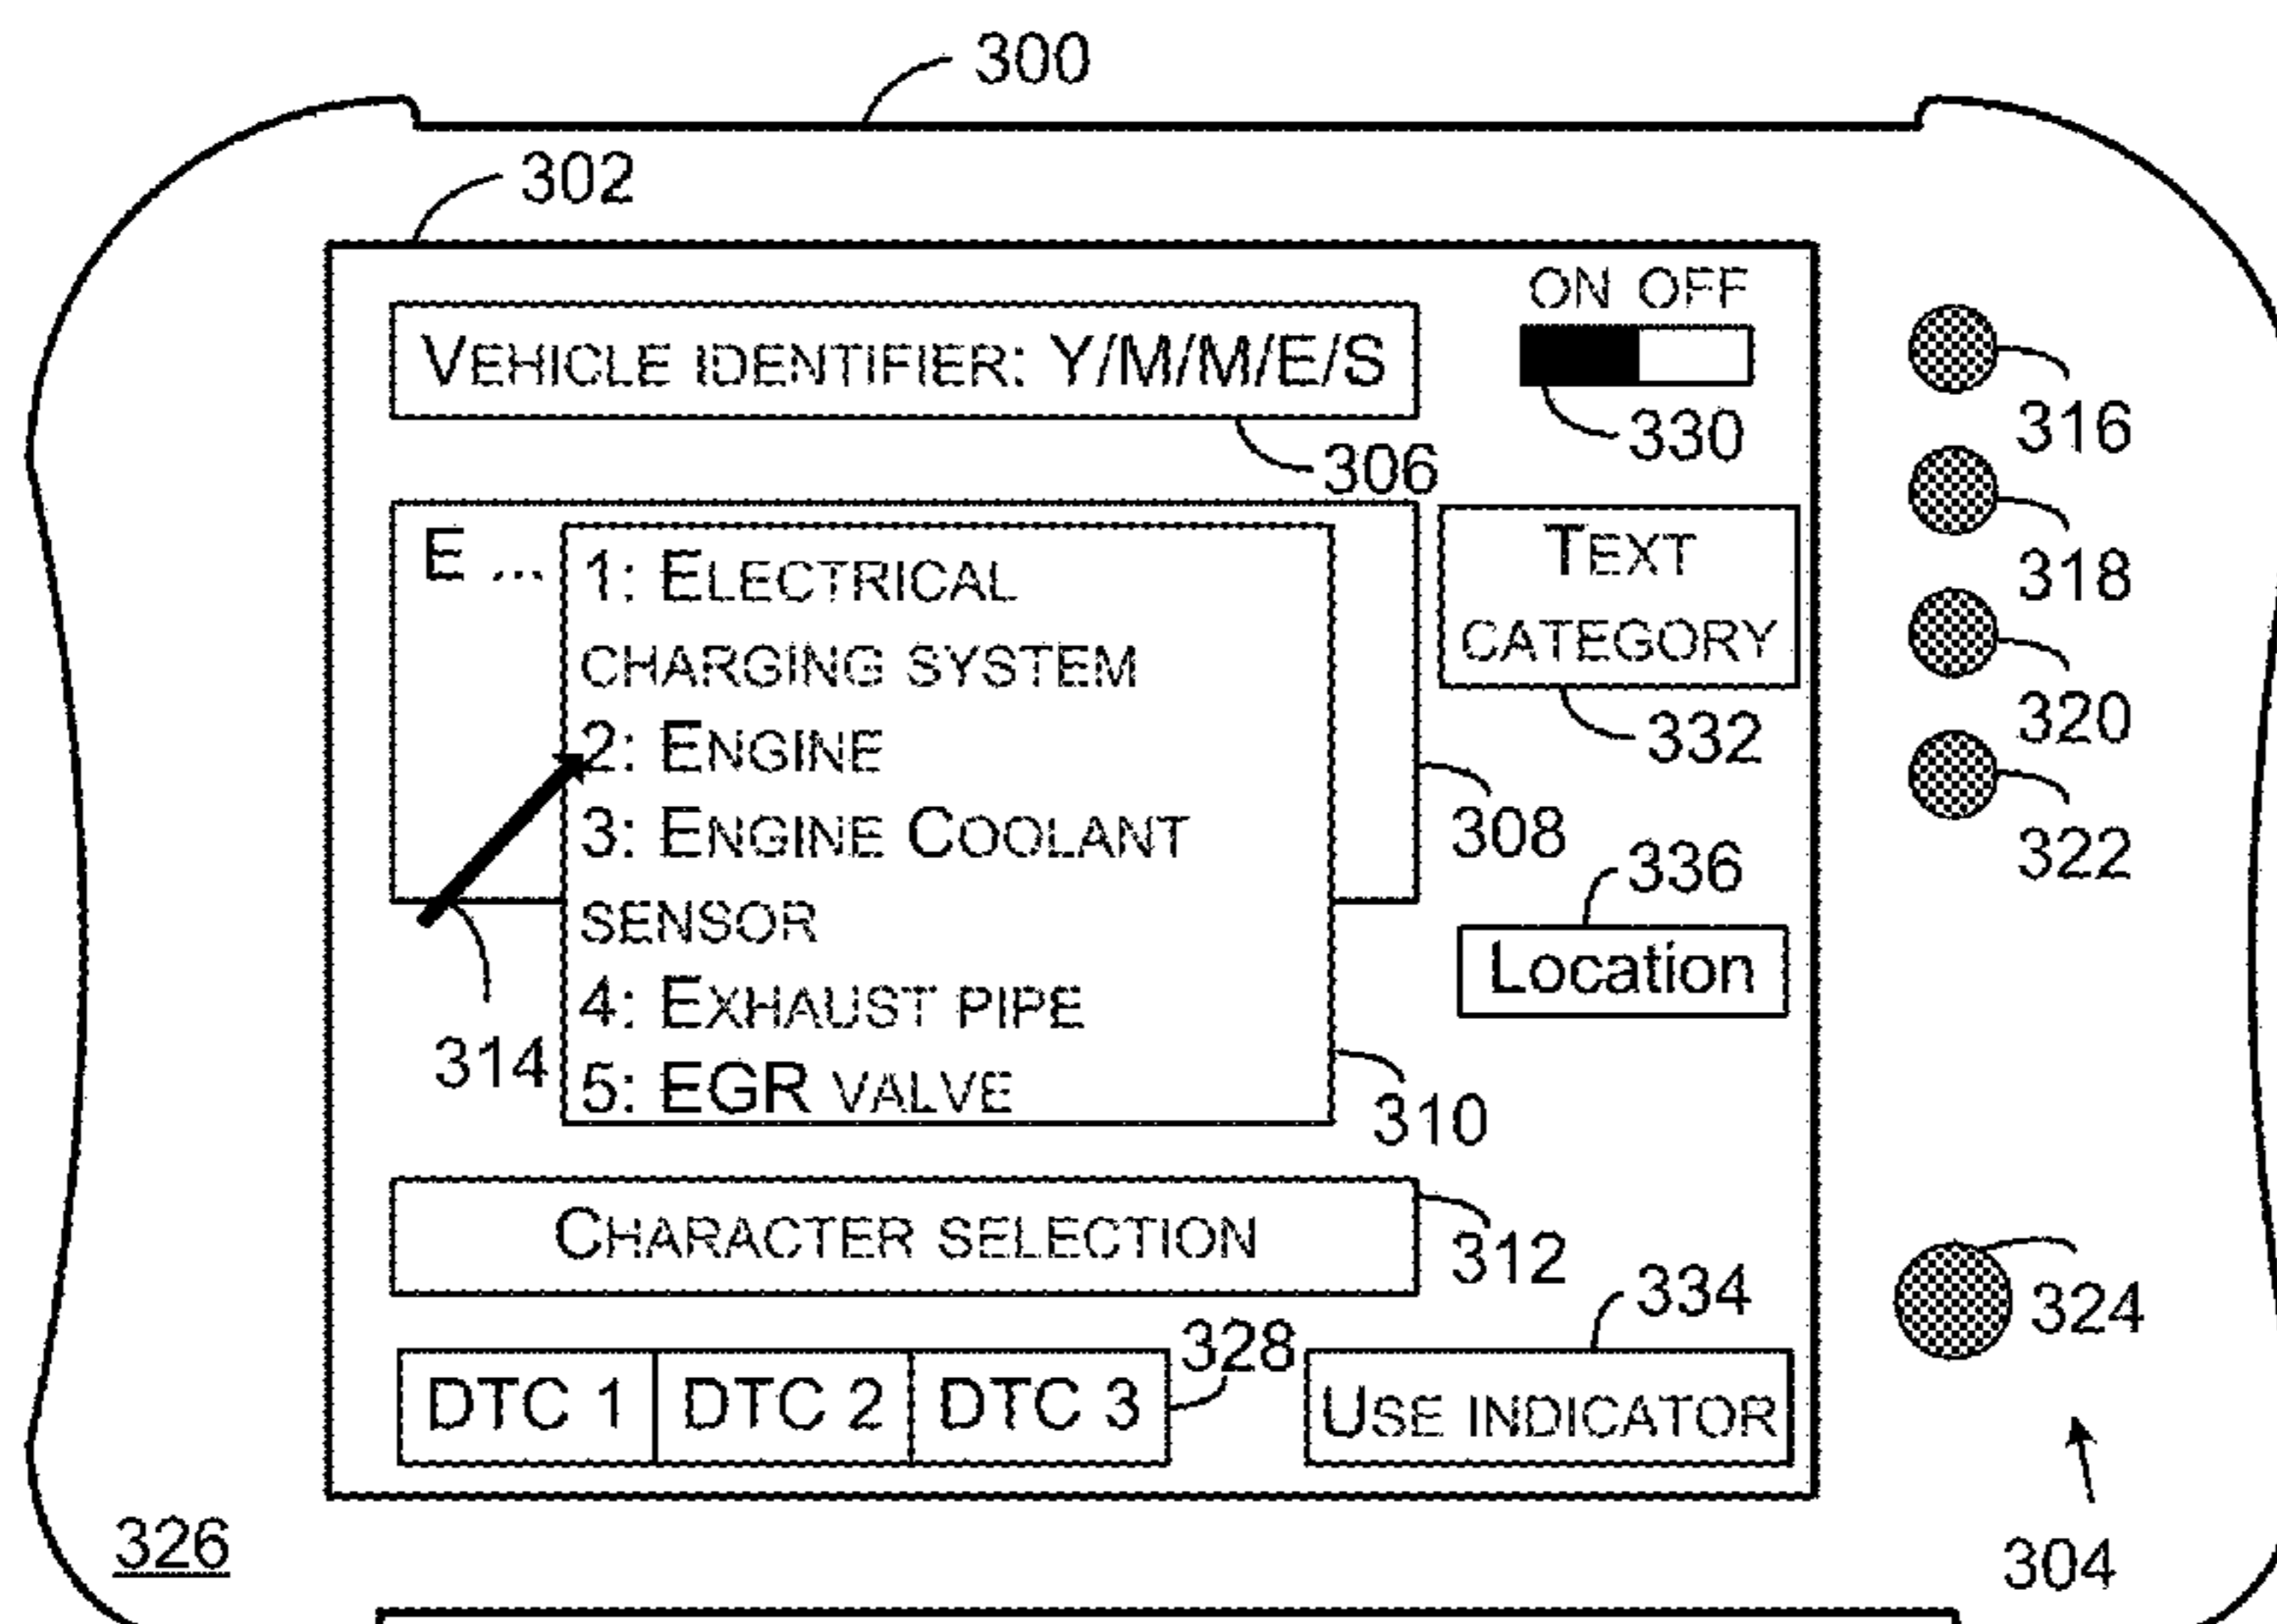 300
302
ON OFF
VEHICLE IDENTIFIER: Y/M/M/E/S
316
330
306
318
E ...
1: ELECTRICAL
CHARGING SYSTEM
2: ENGINE
3: ENGINE COOLANT
SENSOR
4: EXHAUST PIPE
5: EGR VALVE
TEXT
CATEGORY
320
332
308
322
336
Location
314
310
CHARACTER SELECTION
312
334
324
328
DTC 1 DTC 2 DTC 3
USE INDICATOR
326
304